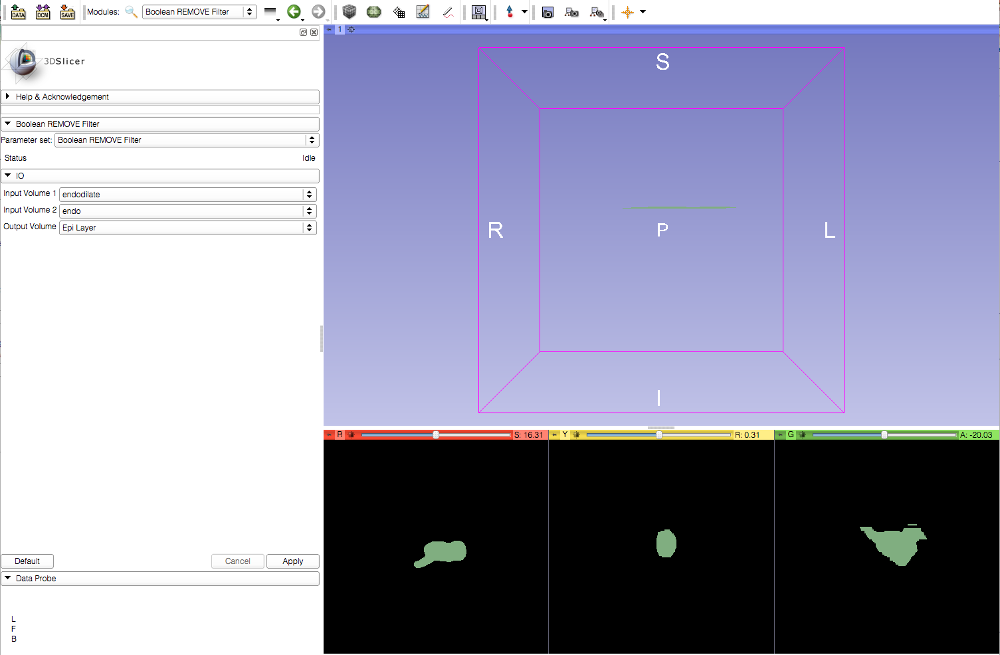 DATA DCM SAVE Modules: Boolean REMOVE Filter
1
3DSlicer
Help & Acknowledgement
Boolean REMOVE Filter
Parameter set: Boolean REMOVE Filter
Status Idle
IO
Input Volume 1 endodilate
Input Volume 2 endo
Output Volume Epi Layer
Default Cancel Apply
Data Probe
L
F
B
S
R P L
I
R S: 16.31
Y R: 0.31
G A: -20.03